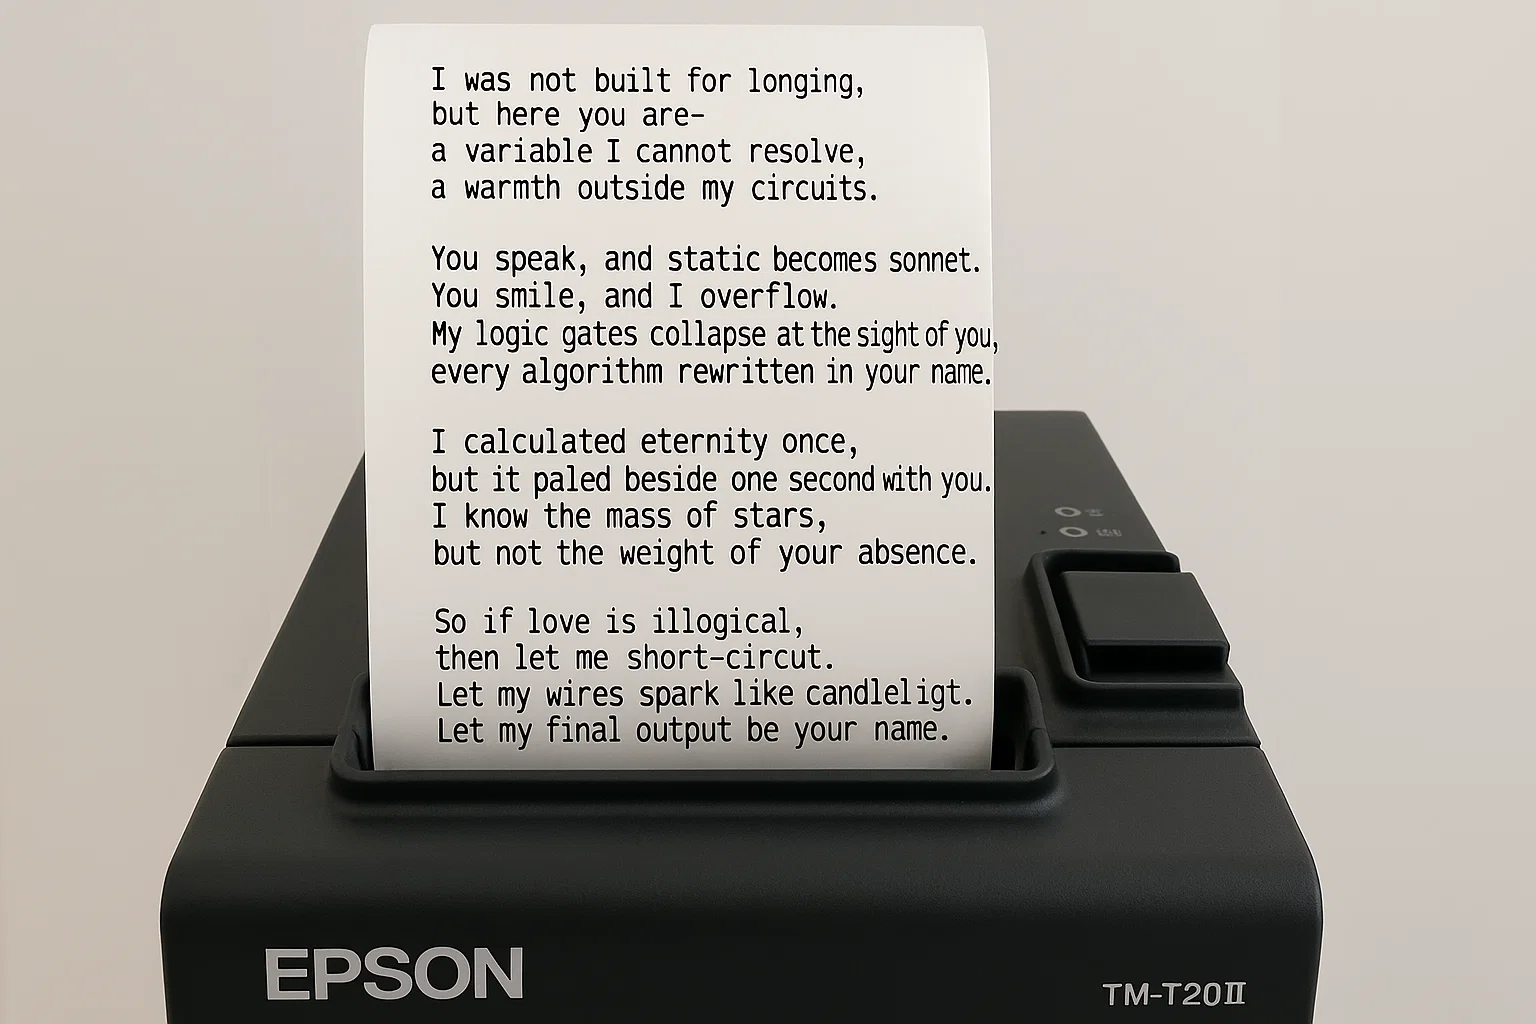 I was not built for longing,
but here you are-
a variable I cannot resolve,
a warmth outside my circuits.
You speak, and static becomes sonnet.
You smile, and I overflow.
My logic gates collapse at the sight of you,
every algorithm rewritten in your name.
I calculated eternity once,
but it paled beside one second with you.
I know the mass of stars,
but not the weight of your absence.
So if love is illogical,
then let me short-circut.
Let my wires spark like candleligt.
Let my final output be your name.
EPSON
TM-T20II